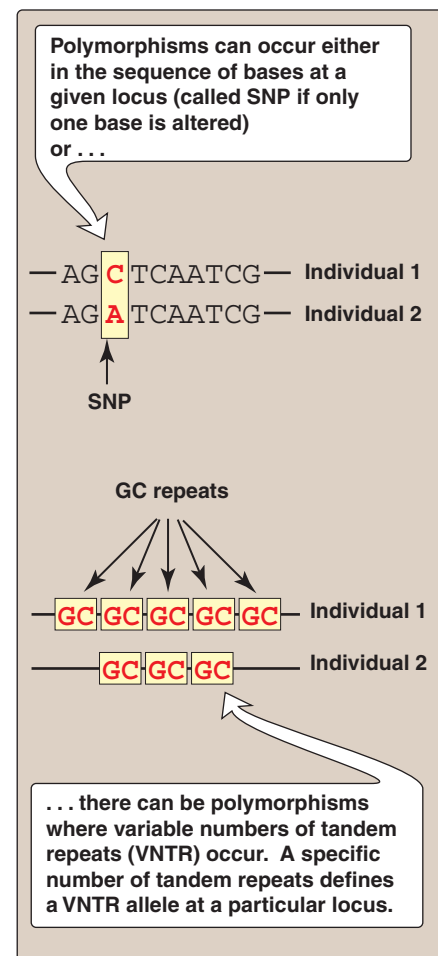 Polymorphisms can occur either
in the sequence of bases at a
given locus (called SNP if only
one base is altered)
or . . .
AGCTCAATCG Individual 1
AGATCAATCG Individual 2
SNP
GC repeats
GC GC GC GC GC Individual 1
GC GC GC Individual 2
. . . there can be polymorphisms
where variable numbers of tandem
repeats (VNTR) occur. A specific
number of tandem repeats defines
a VNTR allele at a particular locus.